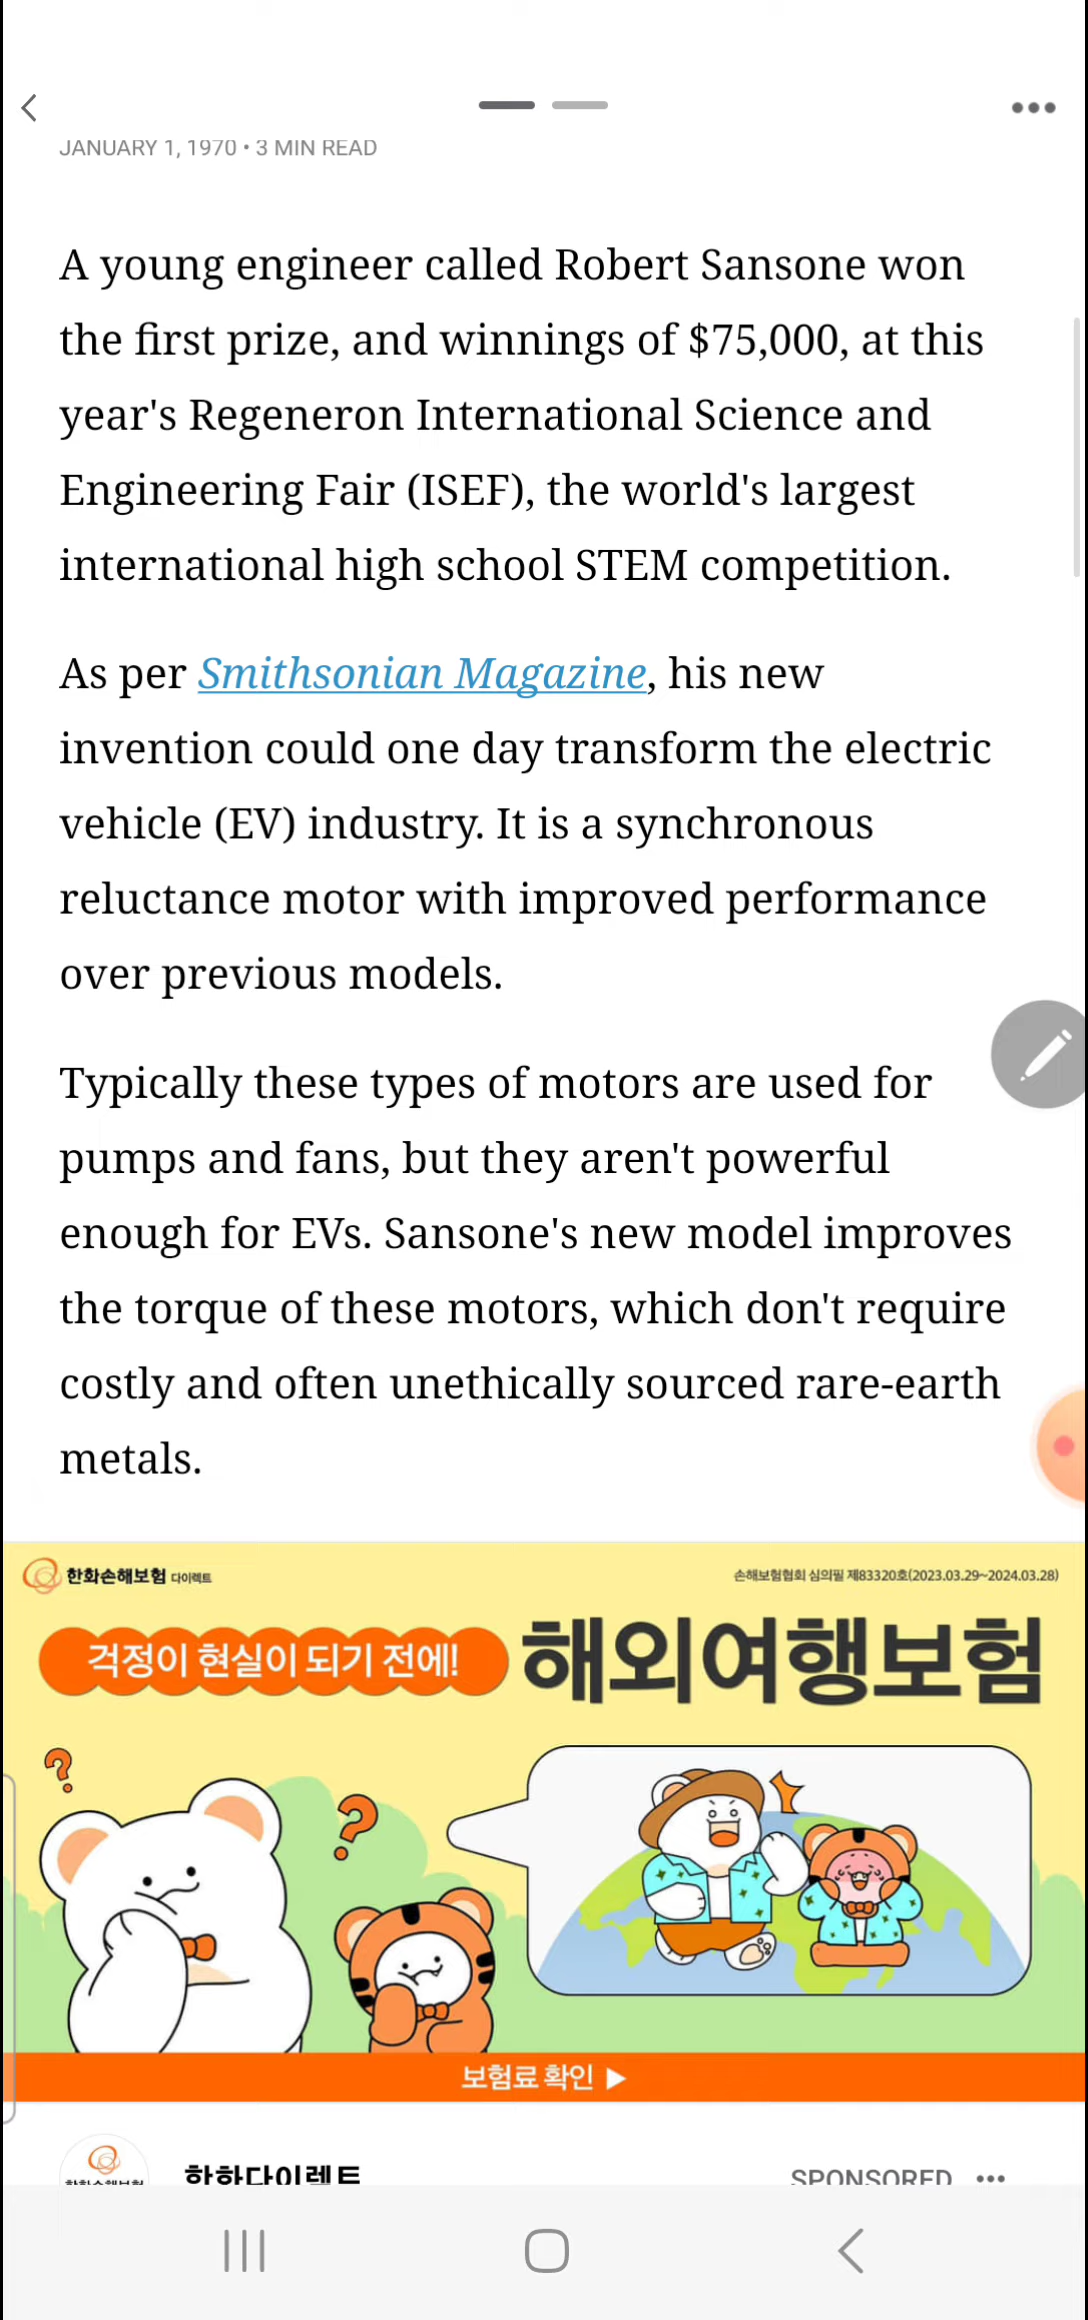 JANUARY 1, 1970 • 3 MIN READ
A young engineer called Robert Sansone won
the first prize, and winnings of $75,000, at this
year's Regeneron International Science and
Engineering Fair (ISEF), the world's largest
international high school STEM competition.
As per Smithsonian Magazine, his new
invention could one day transform the electric
vehicle (EV) industry. It is a synchronous
reluctance motor with improved performance
over previous models.
Typically these types of motors are used for
pumps and fans, but they aren't powerful
enough for EVs. Sansone's new model improves
the torque of these motors, which don't require
costly and often unethically sourced rare-earth
metals.
한화손해보험 다이렉트
손해보험협회 심의필 제83320호(2023.03.29~2024.03.28)
걱정이 현실이 되기 전에! 해외여행보험
?
?
보험료 확인 ▶
한화다이렉트
SPONSORED